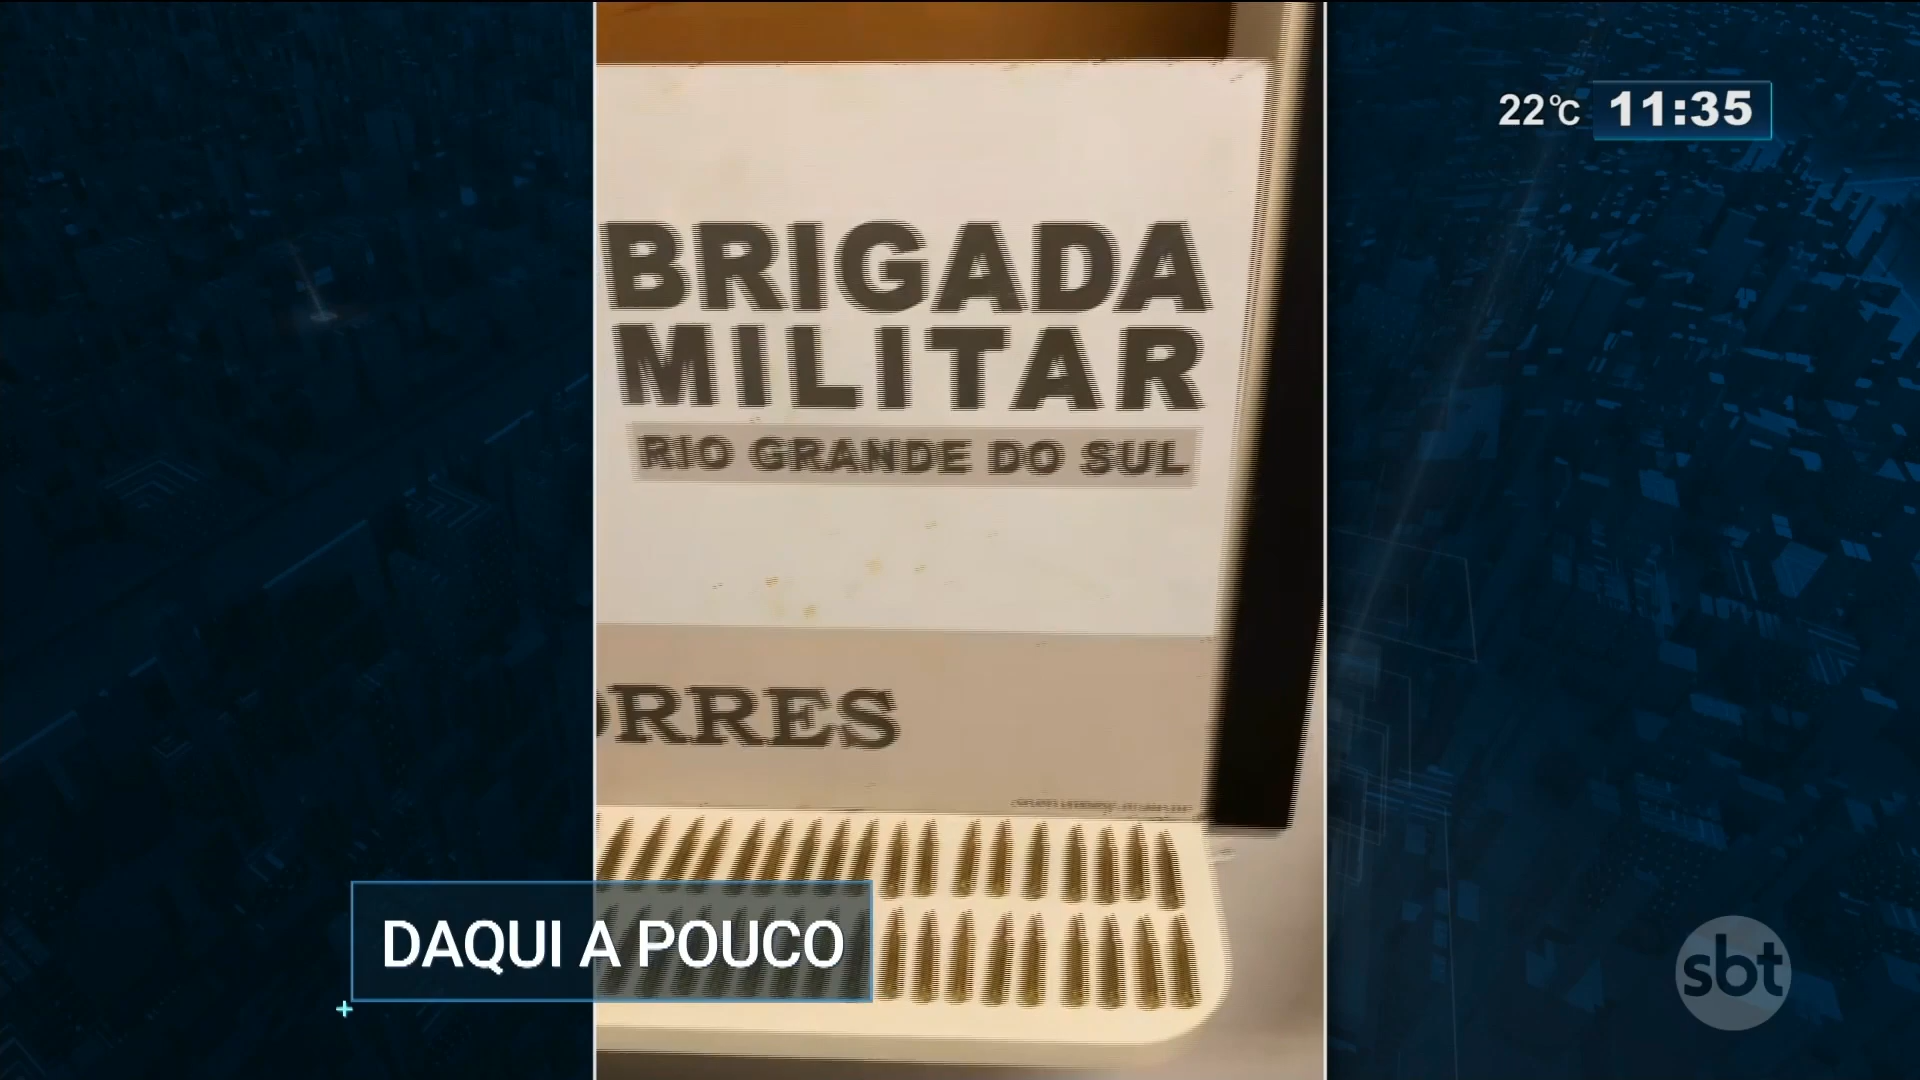 22°C 11:35
BRIGADA
MILITAR
RIO GRANDE DO SUL
ORRES
DAQUI A POUCO
sbt